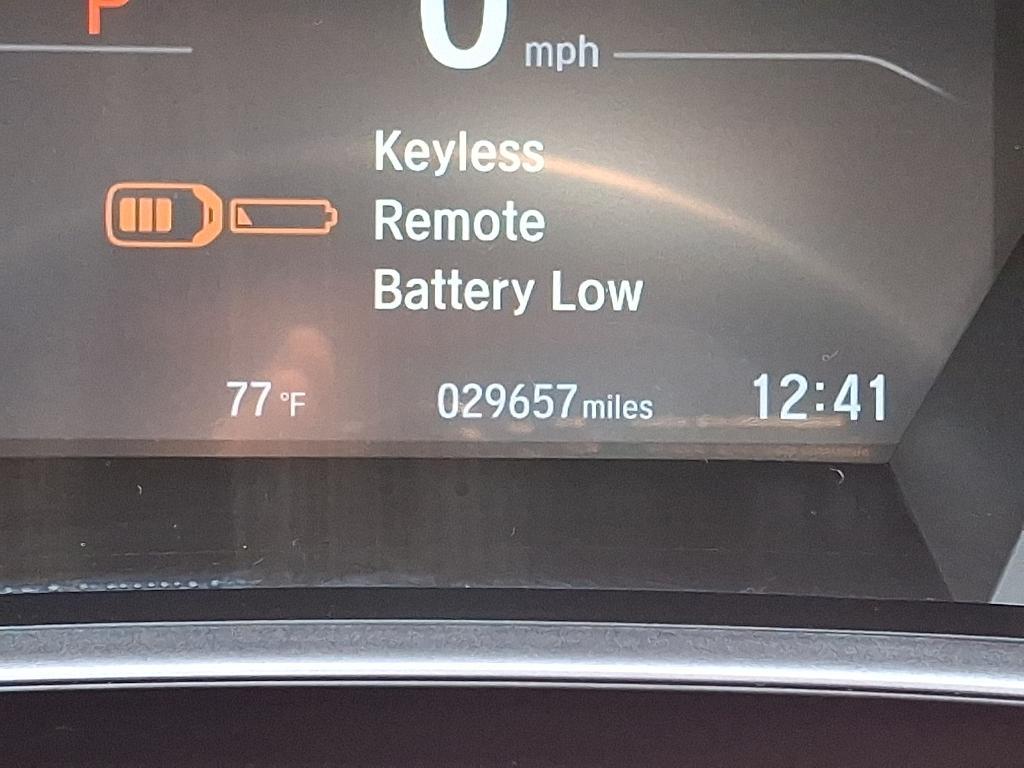 P
0 mph
Keyless
Remote
Battery Low
77 °F 029657 miles 12:41